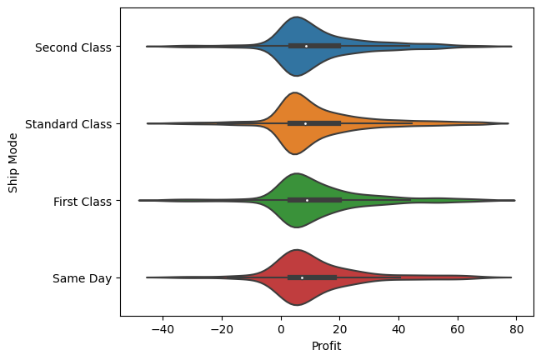 Second Class
Standard Class
First Class
Same Day
Ship Mode
−40 −20 0 20 40 60 80
Profit